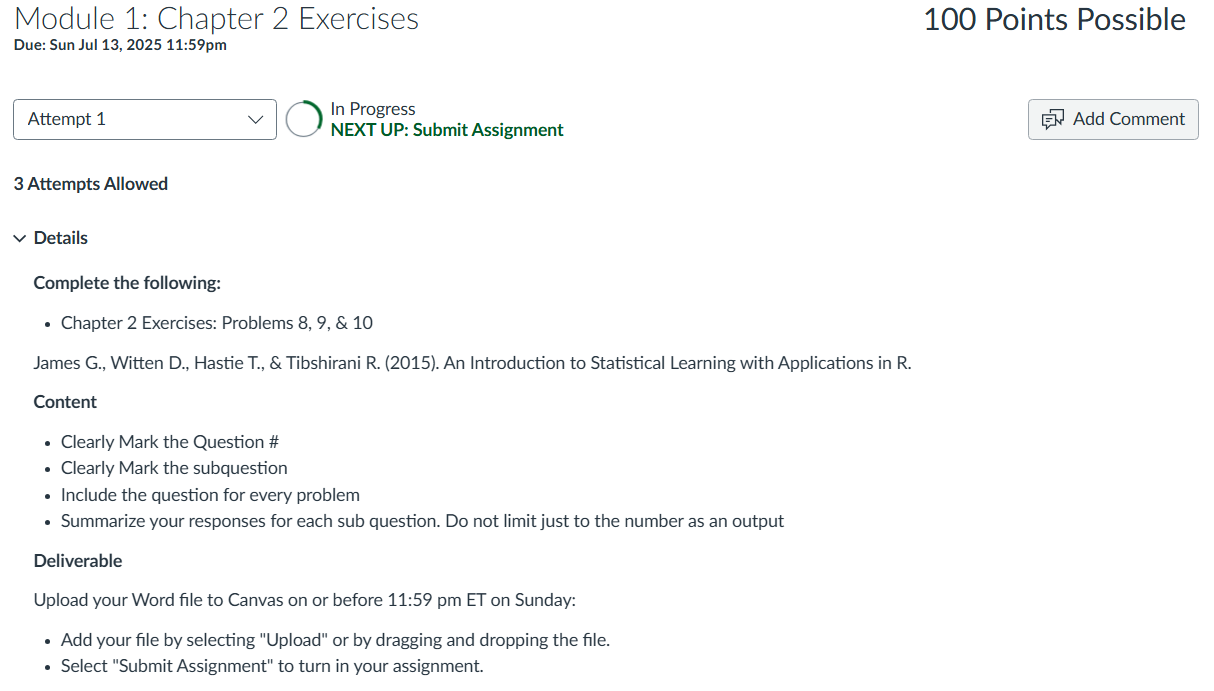 Module 1: Chapter 2 Exercises
100 Points Possible
Due: Sun Jul 13, 2025 11:59pm
Attempt 1
In Progress
NEXT UP: Submit Assignment
Add Comment
3 Attempts Allowed
Details
Complete the following:
• Chapter 2 Exercises: Problems 8, 9, & 10
James G., Witten D., Hastie T., & Tibshirani R. (2015). An Introduction to Statistical Learning with Applications in R.
Content
• Clearly Mark the Question #
• Clearly Mark the subquestion
• Include the question for every problem
• Summarize your responses for each sub question. Do not limit just to the number as an output
Deliverable
Upload your Word file to Canvas on or before 11:59 pm ET on Sunday:
• Add your file by selecting "Upload" or by dragging and dropping the file.
• Select "Submit Assignment" to turn in your assignment.